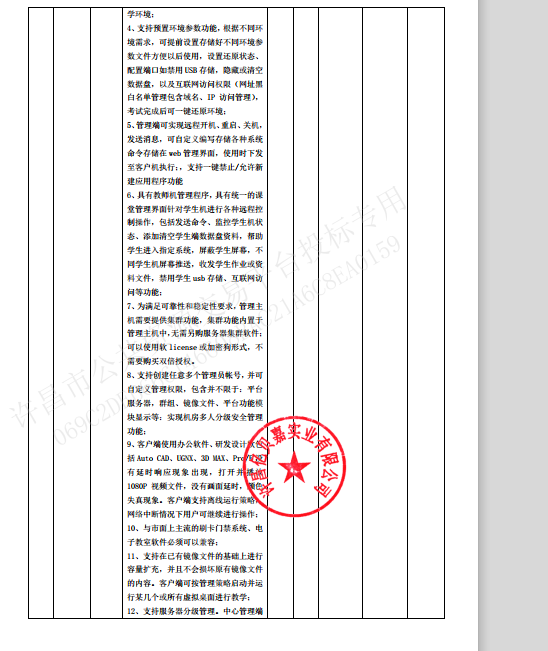 学环境;
4、支持预置环境参数功能, 根据不同环
境需求, 可提前设置存储好不同环境参
数文件方便以后使用, 设置还原状态、
配置端口如禁用 USB 存储, 隐藏或清空
数据盘, 以及互联网访问权限 (网址黑
白名单管理包含域名、IP 访问管理),
考试完成后可一键还原环境;
5、管理端可实现远程开机、重启、关机,
发送消息, 可自定义编写存储各种系统
命令存储在 web 管理界面, 使用时下发
至客户机执行;, 支持一键禁止/允许新
建应用程序功能
6、具有教师机管理程序, 具有统一的课
堂管理界面针对学生机进行各种远程控
制操作, 包括发送命令、监控学生机状
态、添加清空学生端数据盘资料, 帮助
学生进入指定系统, 屏蔽学生屏幕, 不
同学生机屏幕推送, 收发学生作业或资
料文件, 禁用学生 usb 存储、互联网访
问等功能;
7、为满足可靠性和稳定性要求, 管理主
机需要提供集群功能, 集群功能内置于
管理主机中, 无需另购服务器集群软件;
可以使用软 license 或加密狗形式, 不
需要购买双倍授权。
8、支持创建任意多个管理员帐号, 并可
自定义管理权限, 包含并不限于: 平台
服务器, 群组、镜像文件、平台功能模
块显示等; 实现机房多人分级安全管理
功能;
9、客户端使用办公软件、研发设计软包
括 Auto CAD、UGNX、3D MAX、Pro/E
有延时响应现象出现, 打开并播
1080P 视频文件, 没有画面延时, 颜色
失真现象。客户端支持离线运行策略,
网络中断情况下用户可继续进行操作;
10、与市面上主流的刷卡门禁系统、电
子教室软件必须可以兼容;
11、支持在已有镜像文件的基础上进行
容量扩充, 并且不会损坏原有镜像文件
的内容。客户端可按管理策略启动并运
行某几个或所有虚拟桌面进行教学;
12、支持服务器分级管理。中心管理端